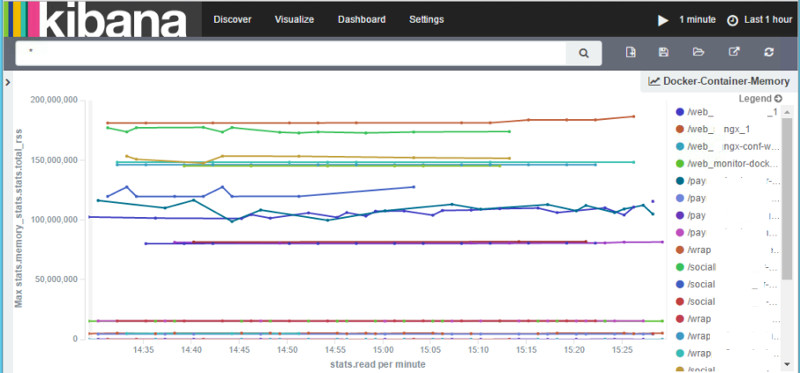 kibana
Discover Visualize Dashboard Settings
1 minute Last 1 hour
*
Docker-Container-Memory
Legend
200,000,000
150,000,000
100,000,000
50,000,000
0
Max stats.memory_stats.stats.total_rss
14:35 14:40 14:45 14:50 14:55 15:00 15:05 15:10 15:15 15:20 15:25
stats.read per minute
/web_ _1
/web_ ngx_1
/web_ ngx-conf-w...
/web_monitor-dock...
/pay
/pay
/pay
/pay
/wrap
/social
/social
/social
/wrap
/wrap
/wrap
/social